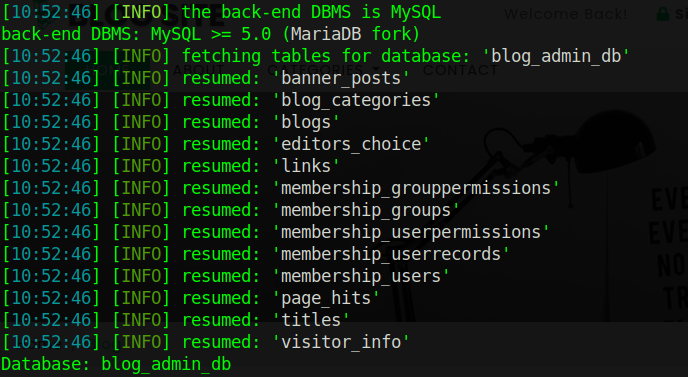 [10:52:46] [INFO] the back-end DBMS is MySQL
Welcome Back!
back-end DBMS: MySQL >= 5.0 (MariaDB fork)
[10:52:46] [INFO] fetching tables for database: 'blog_admin_db'
[10:52:46] [INFO] resumed: 'banner_posts'
CONTACT
[10:52:46] [INFO] resumed: 'blog_categories'
[10:52:46] [INFO] resumed: 'blogs'
[10:52:46] [INFO] resumed: 'editors_choice'
[10:52:46] [INFO] resumed: 'links'
[10:52:46] [INFO] resumed: 'membership_grouppermissions'
[10:52:46] [INFO] resumed: 'membership_groups'
[10:52:46] [INFO] resumed: 'membership_userpermissions'
[10:52:46] [INFO] resumed: 'membership_userrecords'
[10:52:46] [INFO] resumed: 'membership_users'
[10:52:46] [INFO] resumed: 'page_hits'
[10:52:46] [INFO] resumed: 'titles'
[10:52:46] [INFO] resumed: 'visitor_info'
Database: blog_admin_db